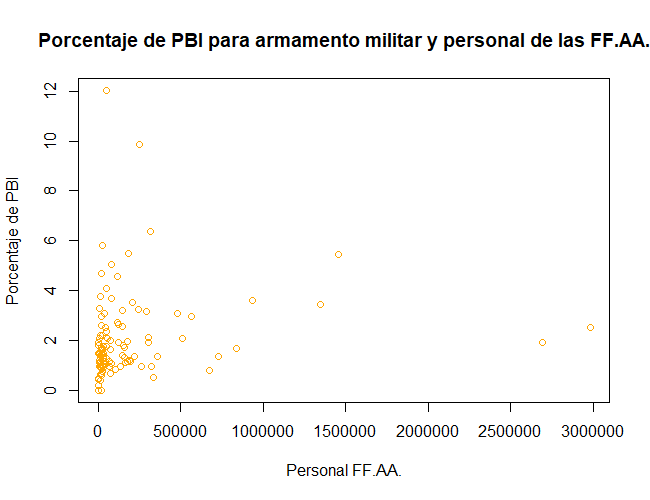 Porcentaje de PBI para armamento militar y personal de las FF.AA.
12
10
8
6
4
2
0
Porcentaje de PBI
0 500000 1000000 1500000 2000000 2500000 3000000
Personal FF.AA.